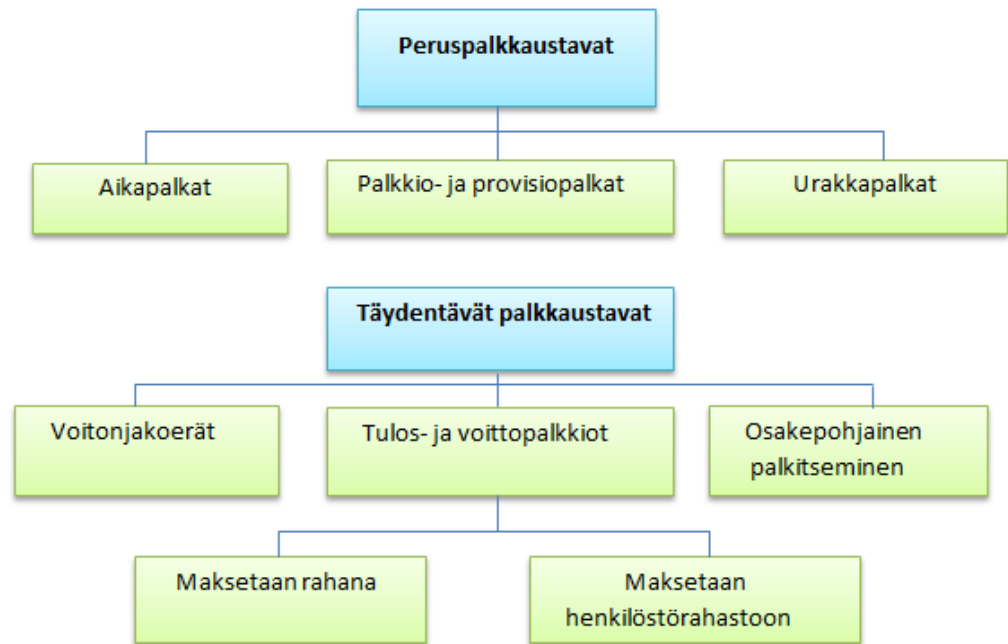 Peruspalkkaustavat
Aikapalkat
Palkkio- ja provisiopalkat
Urakkapalkat
Täydentävät palkkaustavat
Voitonjakoerät
Tulos- ja voittopalkkiot
Osakepohjainen
palkitseminen
Maksetaan rahana
Maksetaan
henkilöstörahastoon